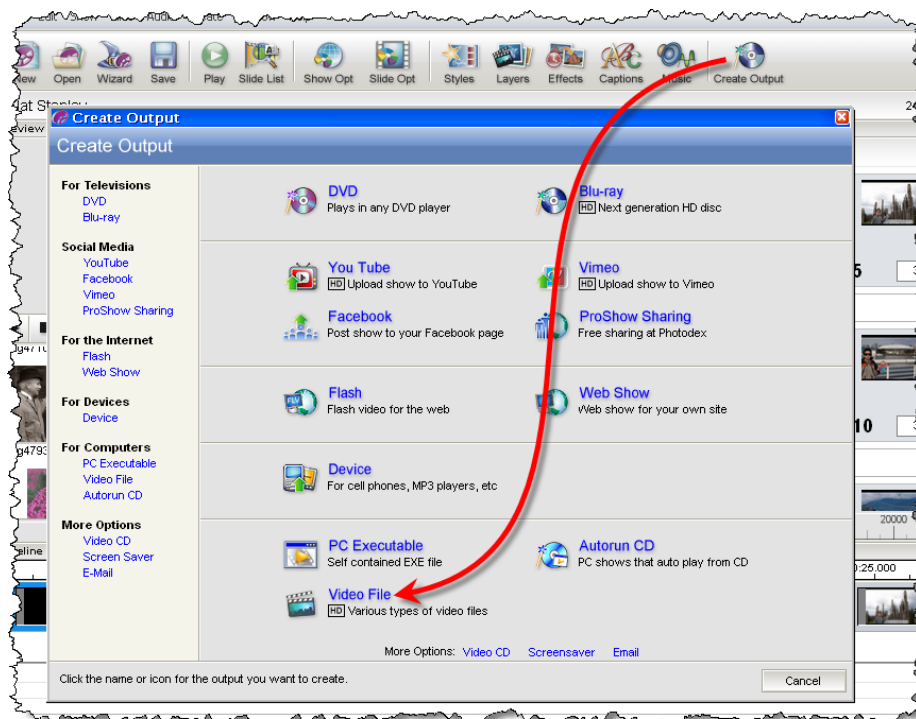 New Open Wizard Save Play Slide List Show Opt Slide Opt Styles Layers Effects Captions Music Create Output
Create Output
Create Output
For Televisions
DVD
Blu-ray
Social Media
YouTube
Facebook
Vimeo
ProShow Sharing
For the Internet
Flash
Web Show
For Devices
Device
For Computers
PC Executable
Video File
Autorun CD
More Options
Video CD
Screen Saver
E-Mail
DVD
Plays in any DVD player
Blu-ray
HD Next generation HD disc
You Tube
HD Upload show to YouTube
Vimeo
HD Upload show to Vimeo
Facebook
Post show to your Facebook page
ProShow Sharing
Free sharing at Photodex
Flash
Flash video for the web
Web Show
Web show for your own site
Device
For cell phones, MP3 players, etc
PC Executable
Self contained EXE file
Autorun CD
PC shows that auto play from CD
Video File
HD Various types of video files
More Options: Video CD Screensaver Email
Click the name or icon for the output you want to create.
Cancel
10
20000
0:25.000